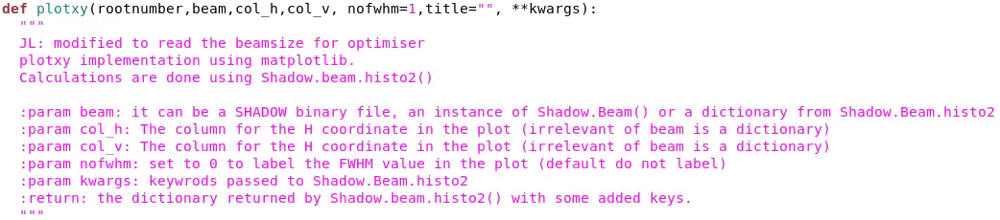 def plotxy(rootnumber,beam,col_h,col_v, nofwhm=1,title="", **kwargs):
"""
JL: modified to read the beamsize for optimiser
plotxy implementation using matplotlib.
Calculations are done using Shadow.beam.histo2()
:param beam: it can be a SHADOW binary file, an instance of Shadow.Beam() or a dictionary from Shadow.Beam.histo2
:param col_h: The column for the H coordinate in the plot (irrelevant of beam is a dictionary)
:param col_v: The column for the H coordinate in the plot (irrelevant of beam is a dictionary)
:param nofwhm: set to 0 to label the FWHM value in the plot (default do not label)
:param kwargs: keywrods passed to Shadow.Beam.histo2
:return: the dictionary returned by Shadow.beam.histo2() with some added keys.
"""